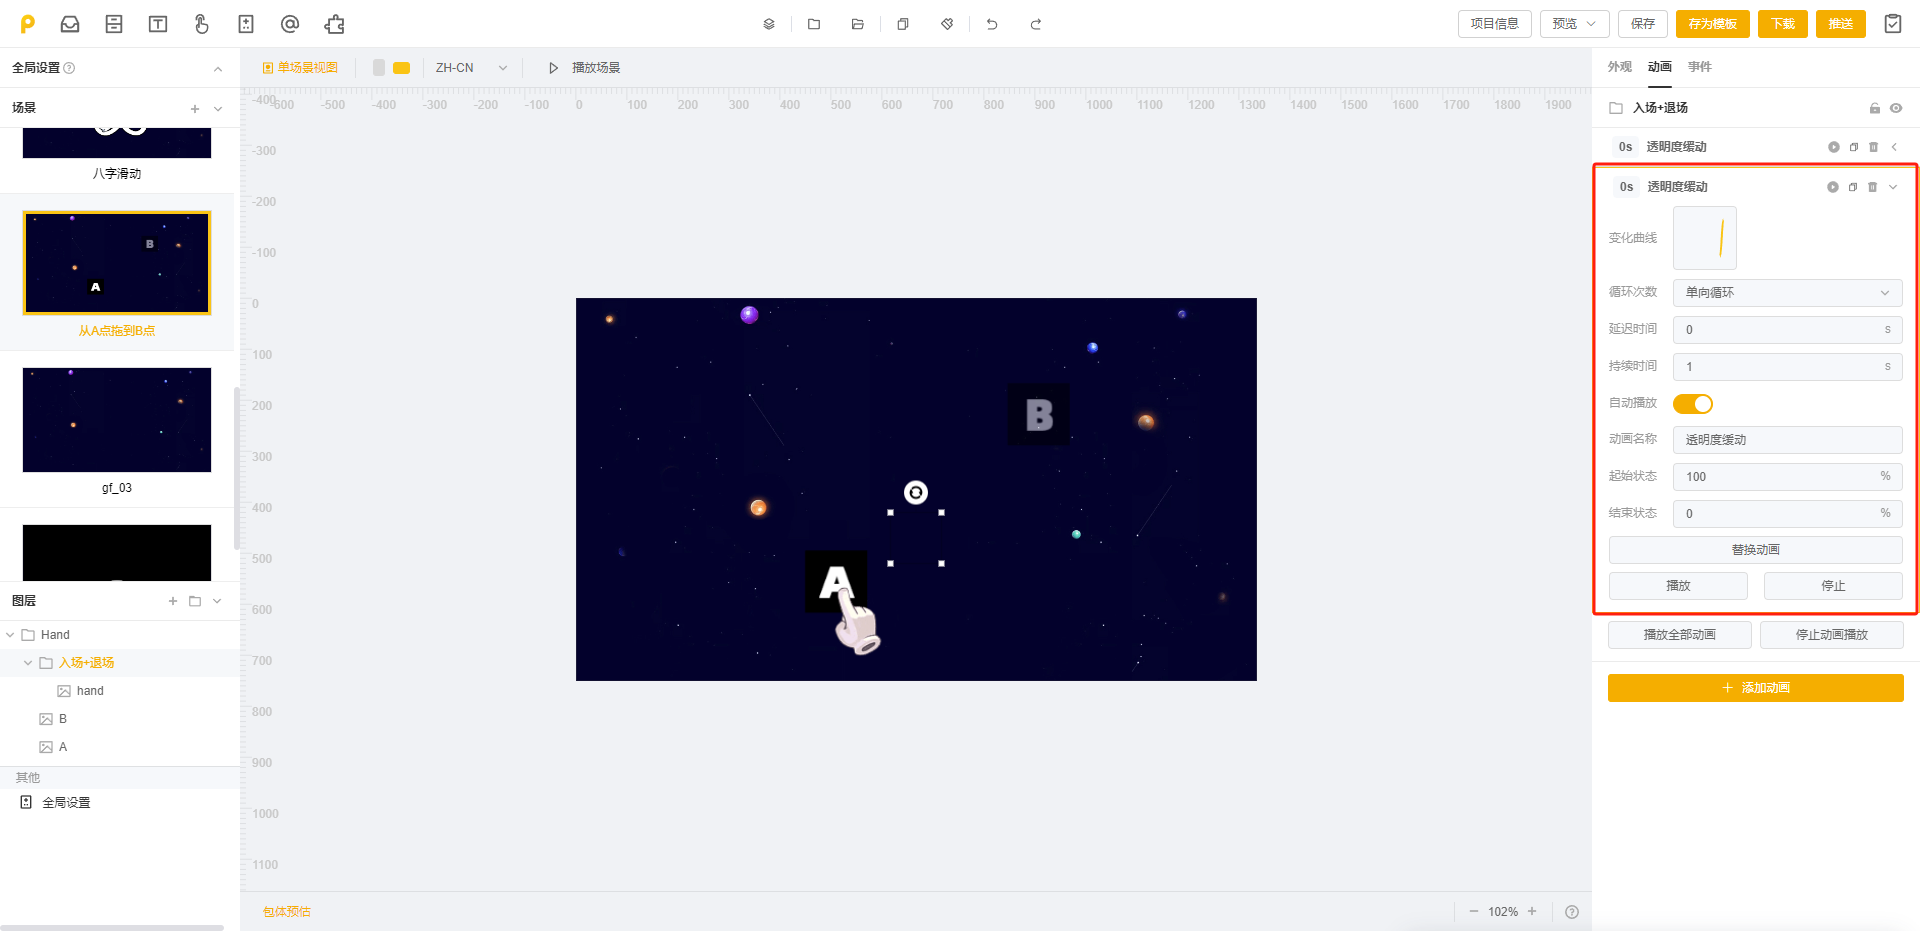 项目信息
预览
保存
存为模板
下载
推送
全局设置
单场景视图
ZH-CN
播放场景
外观
动画
事件
场景
-400
-600
-500
-400
-300
-200
-100
0
100
200
300
400
500
600
700
800
900
1000
1100
1200
1300
1400
1500
1600
1700
1800
1900
入场+退场
八字滑动
0s
透明度缓动
-300
-200
-100
0
100
200
300
400
500
600
700
800
900
1000
1100
B
A
从A点拖到B点
gf_03
B
A
0s
透明度缓动
变化曲线
循环次数
单向循环
延迟时间
0
s
持续时间
1
s
自动播放
动画名称
透明度缓动
起始状态
100
%
结束状态
0
%
替换动画
播放
停止
播放全部动画
停止动画播放
添加动画
图层
Hand
入场+退场
hand
B
A
其他
全局设置
包体预估
102%